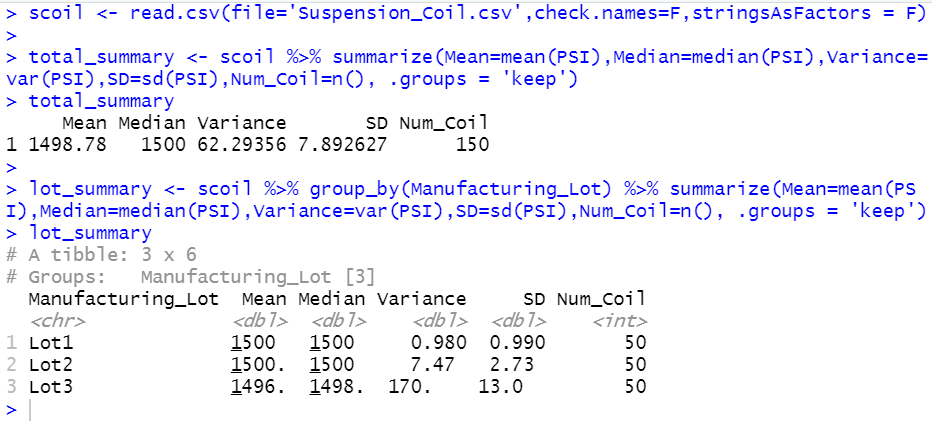 > scoil <- read.csv(file='Suspension_Coil.csv',check.names=F,stringsAsFactors = F)
>
> total_summary <- scoil %>% summarize(Mean=mean(PSI),Median=median(PSI),Variance=
var(PSI),SD=sd(PSI),Num_Coil=n(), .groups = 'keep')
> total_summary
     Mean Median Variance       SD Num_Coil
1 1498.78   1500 62.29356 7.892627      150
>
> lot_summary <- scoil %>% group_by(Manufacturing_Lot) %>% summarize(Mean=mean(PS
I),Median=median(PSI),Variance=var(PSI),SD=sd(PSI),Num_Coil=n(), .groups = 'keep')
> lot_summary
# A tibble: 3 x 6
# Groups:   Manufacturing_Lot [3]
  Manufacturing_Lot  Mean Median Variance     SD Num_Coil
  <chr>             <dbl>  <dbl>    <dbl>  <dbl>    <int>
1 Lot1              1500   1500     0.980  0.990       50
2 Lot2              1500.  1500     7.47   2.73        50
3 Lot3              1496.  1498.  170.    13.0         50
>